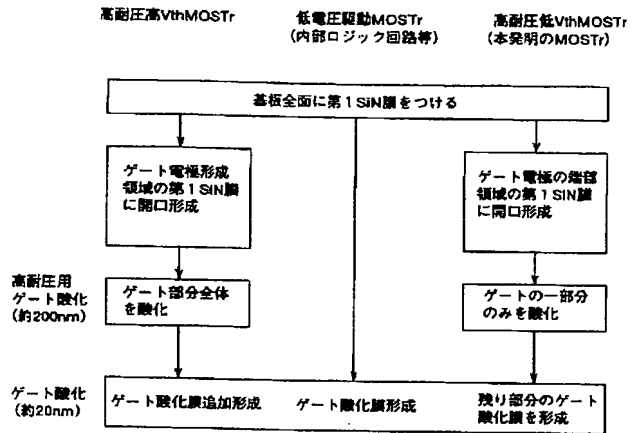 高耐圧高VthMOSTr
低電圧駆動MOSTr
(内部ロジック回路等)
高耐圧低VthMOSTr
(本発明のMOSTr)
基板全面に第1SiN膜をつける
ゲート電極形成
領域の第1SiN膜
に開口形成
ゲート電極の端部
領域の第1SiN膜
に開口形成
高耐圧用
ゲート酸化
(約200nm)
ゲート部分全体
を酸化
ゲートの一部分
のみを酸化
ゲート酸化
(約20nm)
ゲート酸化膜追加形成
ゲート酸化膜形成
残り部分のゲート
酸化膜を形成